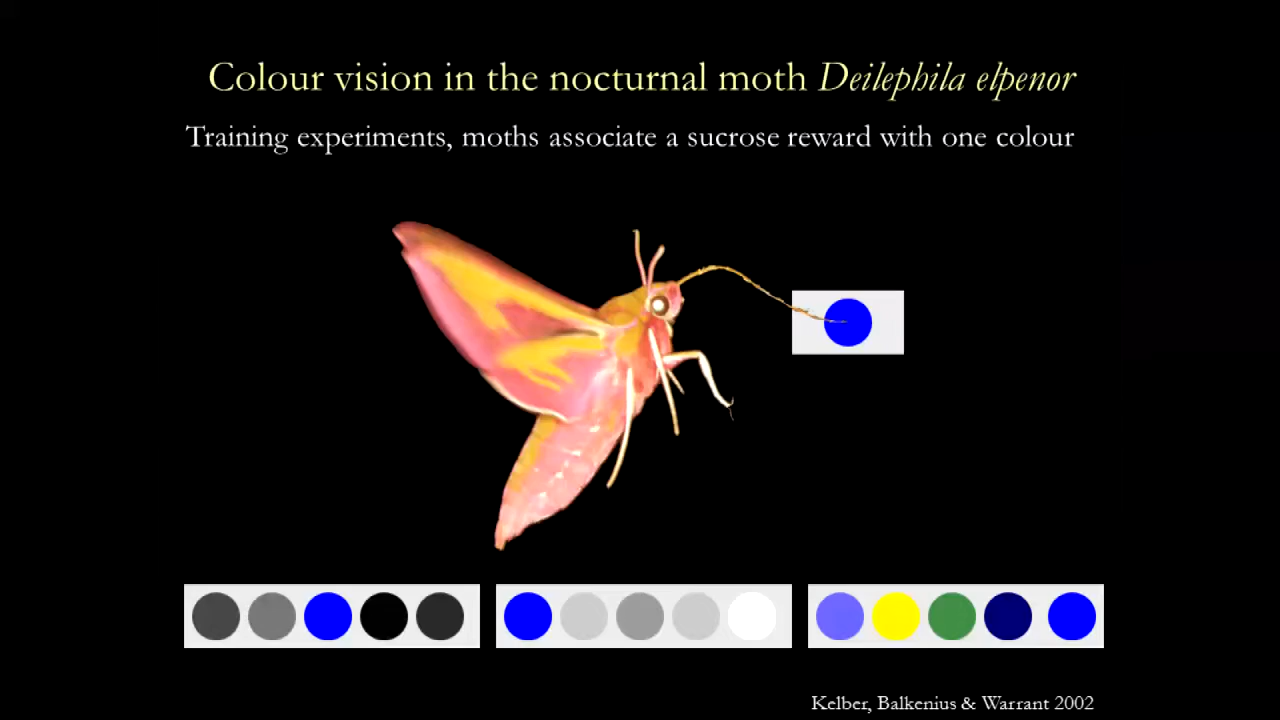 Colour vision in the nocturnal moth Deilephila elpenor
Training experiments, moths associate a sucrose reward with one colour
Kelber, Balkenius & Warrant 2002